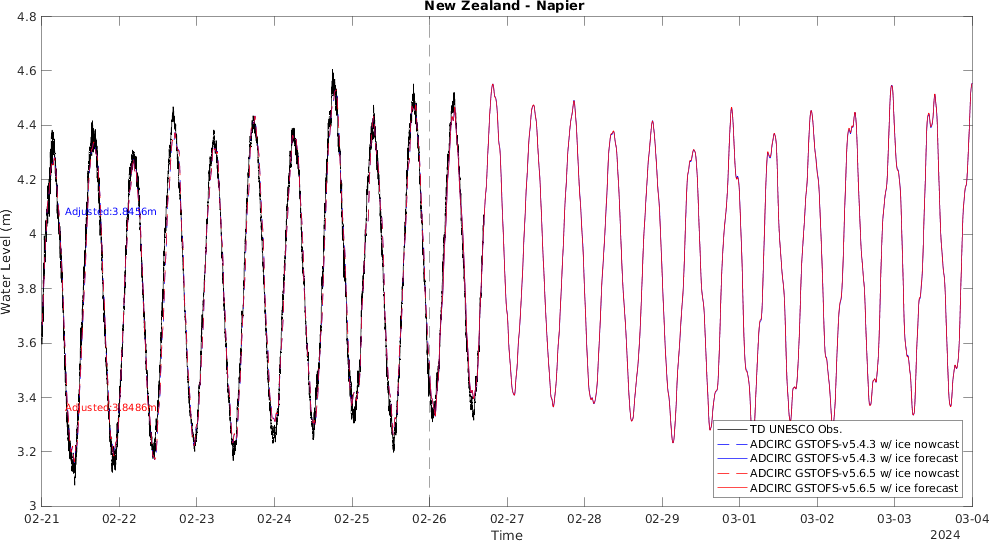 New Zealand - Napier
4.8
4.6
4.4
4.2
4
3.8
3.6
3.4
3.2
3
Water Level (m)
Adjusted:3.8456m
Adjusted:3.8486m
TD UNESCO Obs.
ADCIRC GSTOFS-v5.4.3 w/ ice nowcast
ADCIRC GSTOFS-v5.4.3 w/ ice forecast
ADCIRC GSTOFS-v5.6.5 w/ ice nowcast
ADCIRC GSTOFS-v5.6.5 w/ ice forecast
02-21 02-22 02-23 02-24 02-25 02-26 02-27 02-28 02-29 03-01 03-02 03-03 03-04
Time
2024